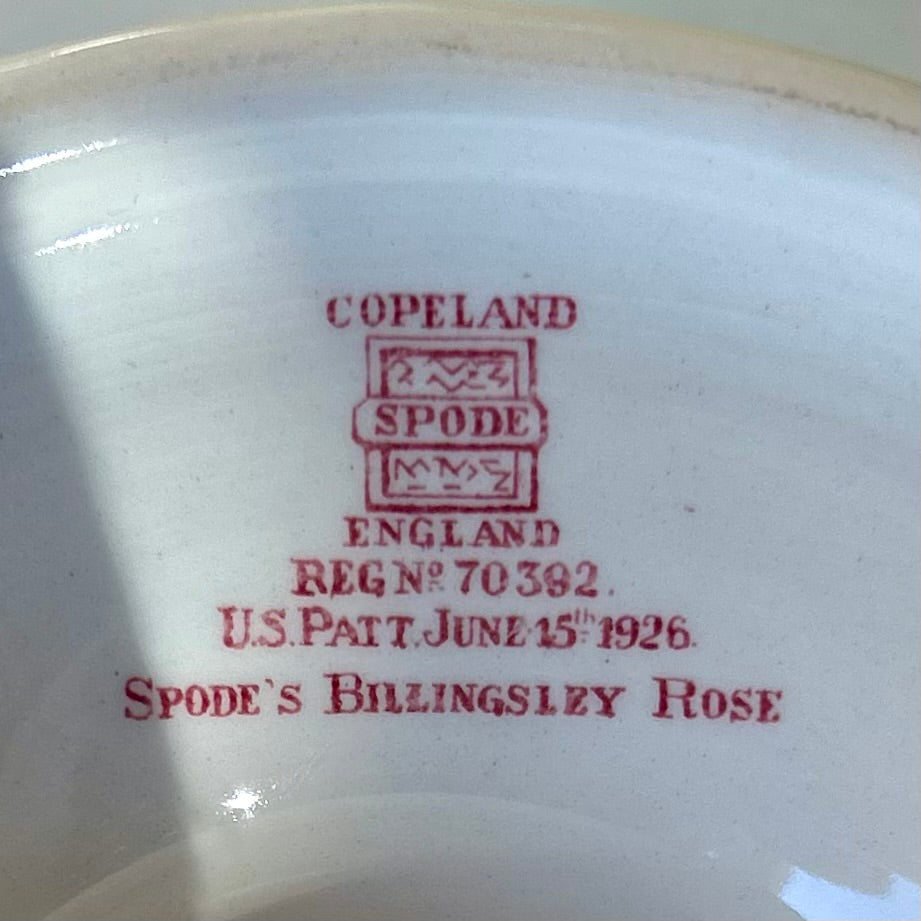 COPELAND
SPODE
ENGLAND
REG Nº 70392.
U.S. PATT. JUNE 15th 1926.
SPODE'S BILLINGSLEY ROSE